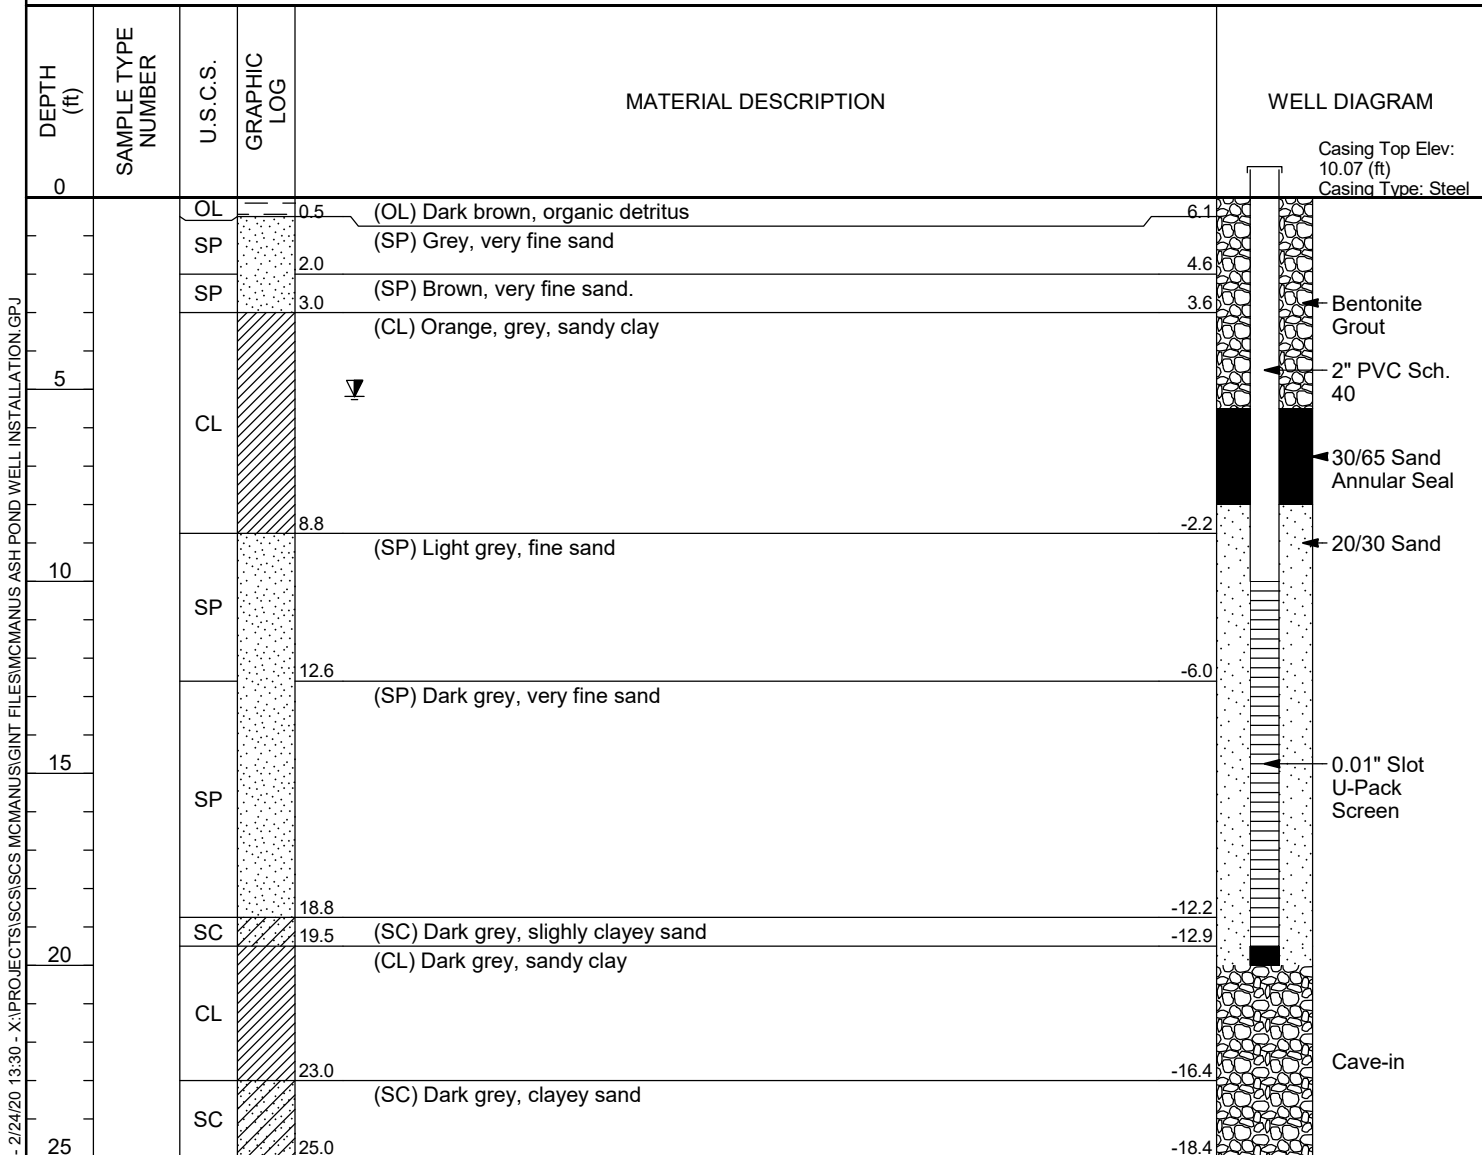 DEPTH
(ft)
SAMPLE TYPE
NUMBER
U.S.C.S.
GRAPHIC
LOG
MATERIAL DESCRIPTION
WELL DIAGRAM
Casing Top Elev:
10.07 (ft)
Casing Type: Steel
0
OL
0.5
(OL) Dark brown, organic detritus
6.1
SP
(SP) Grey, very fine sand
2.0
4.6
SP
(SP) Brown, very fine sand.
3.0
3.6
Bentonite
Grout
(CL) Orange, grey, sandy clay
2" PVC Sch.
40
5
CL
30/65 Sand
Annular Seal
8.8
-2.2
(SP) Light grey, fine sand
20/30 Sand
10
SP
12.6
-6.0
(SP) Dark grey, very fine sand
15
0.01" Slot
U-Pack
Screen
SP
18.8
-12.2
SC
19.5
(SC) Dark grey, slighly clayey sand
-12.9
20
(CL) Dark grey, sandy clay
CL
23.0
-16.4
Cave-in
(SC) Dark grey, clayey sand
SC
25
25.0
-18.4
- 2/24/20 13:30 - X:\PROJECTS\SCS\SCS MCMANUS\GINT FILES\MCMANUS ASH POND WELL INSTALLATION.GPJ